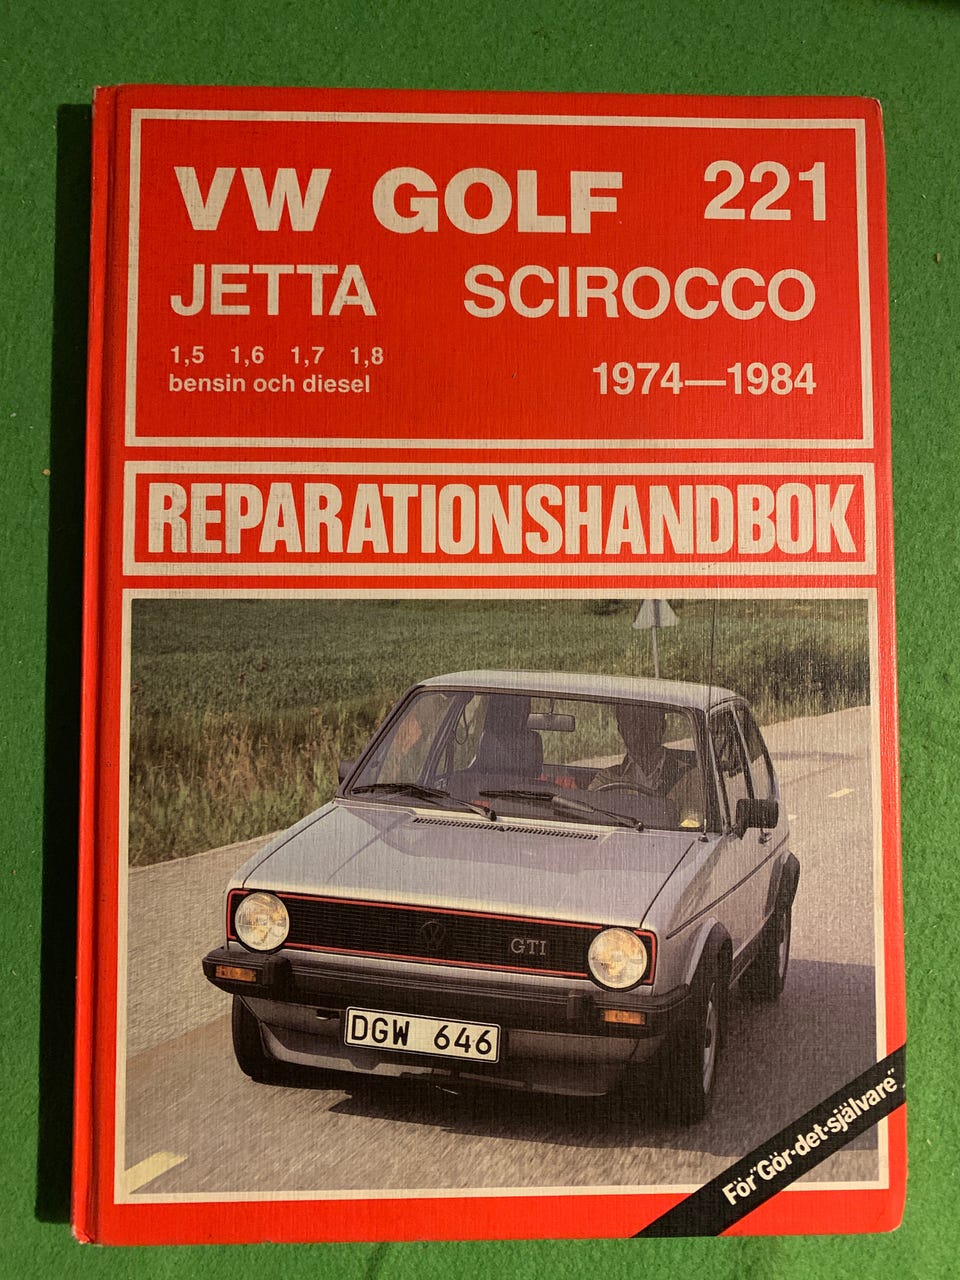 VW GOLF 221
JETTA SCIROCCO
1,5 1,6 1,7 1,8
bensin och diesel
1974—1984
REPARATIONSHANDBOK
GTI
DGW 646
För "Gör-det-självare"